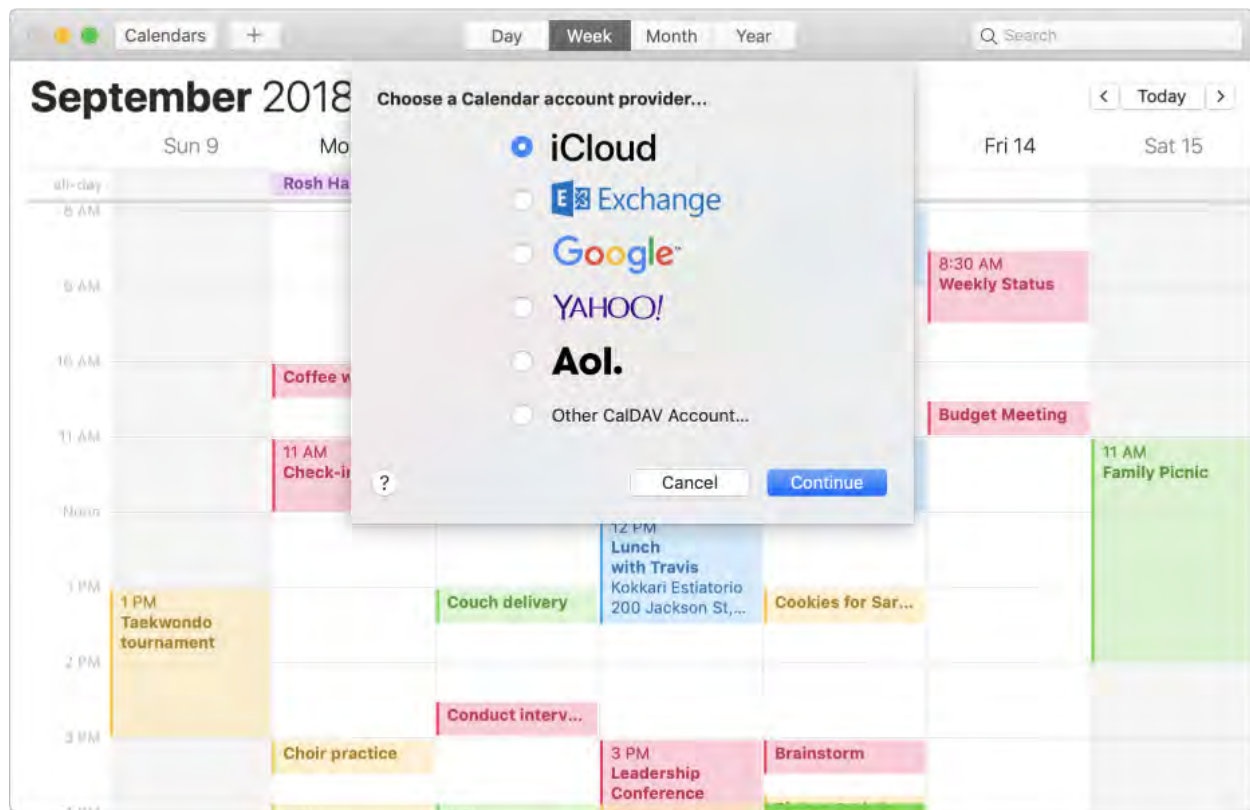 Calendars
+
Day Week Month Year
Search
September 2018
Today
Choose a Calendar account provider...
iCloud
Exchange
Google
YAHOO!
Aol.
Other CalDAV Account...
?
Cancel
Continue
Sun 9
Mo
Fri 14
Sat 15
all-day
Rosh Ha
8 AM
9 AM
10 AM
11 AM
Noon
1 PM
2 PM
3 PM
1 PM
Taekwondo
tournament
Coffee w
11 AM
Check-in
Choir practice
Couch delivery
Conduct interv...
12 PM
Lunch
with Travis
Kokkari Estiatorio
200 Jackson St,...
3 PM
Leadership
Conference
Cookies for Sar...
Brainstorm
8:30 AM
Weekly Status
Budget Meeting
11 AM
Family Picnic